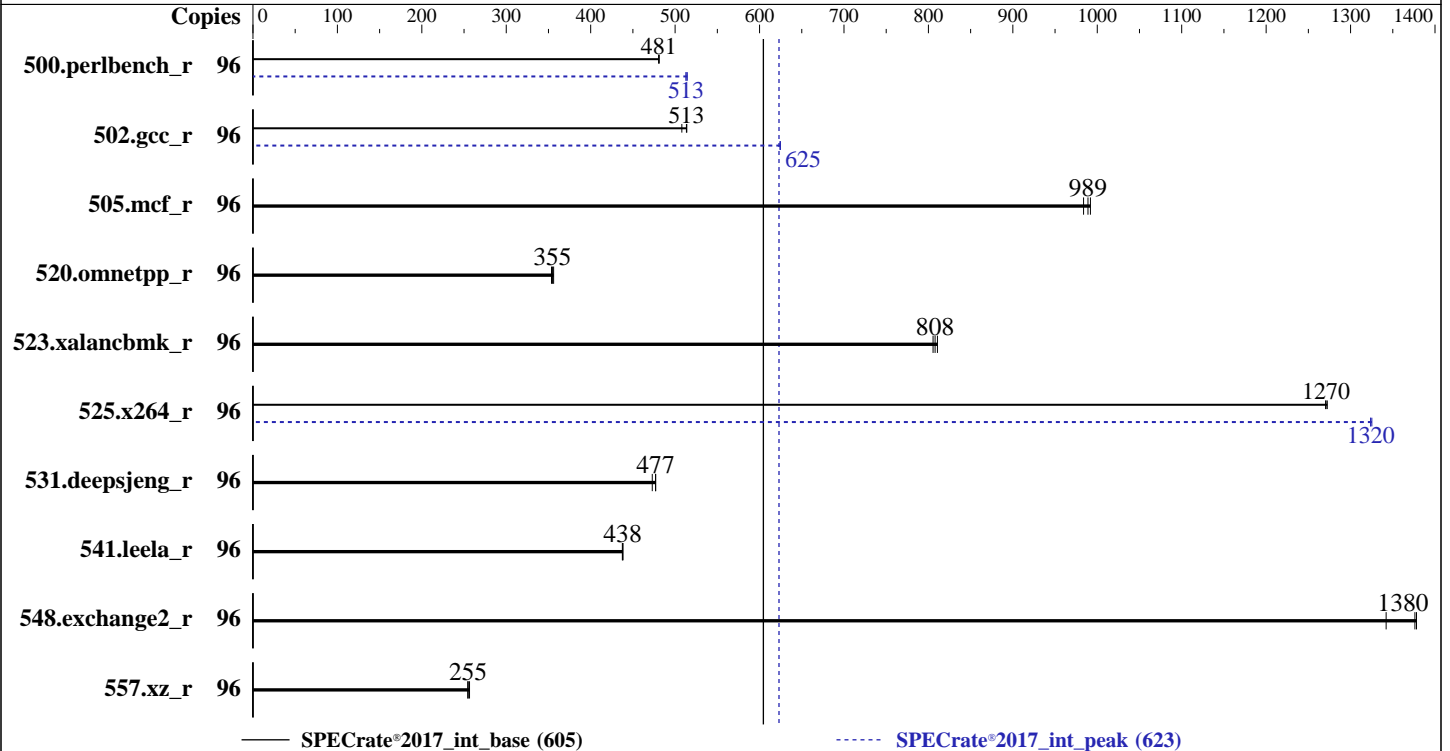 Copies 0 100 200 300 400 500 600 700 800 900 1000 1100 1200 1300 1400
500.perlbench_r 96 481
513
502.gcc_r 96 513
625
505.mcf_r 96 989
520.omnetpp_r 96 355
523.xalancbmk_r 96 808
525.x264_r 96 1270
1320
531.deepsjeng_r 96 477
541.leela_r 96 438
548.exchange2_r 96 1380
557.xz_r 96 255
SPECrate®2017_int_base (605) SPECrate®2017_int_peak (623)